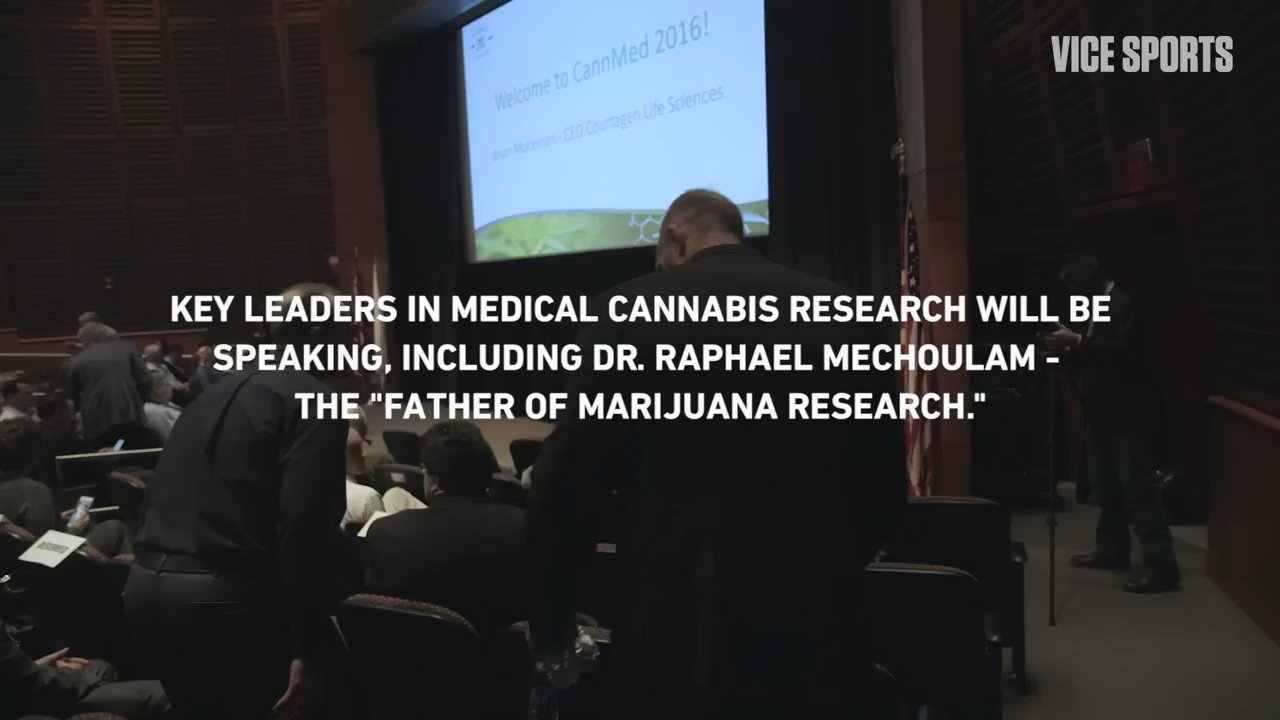 VICE SPORTS
Welcome to CannMed 2016!
Brian McKernan - CEO Courtagen Life Sciences
KEY LEADERS IN MEDICAL CANNABIS RESEARCH WILL BE
SPEAKING, INCLUDING DR. RAPHAEL MECHOULAM -
THE "FATHER OF MARIJUANA RESEARCH."